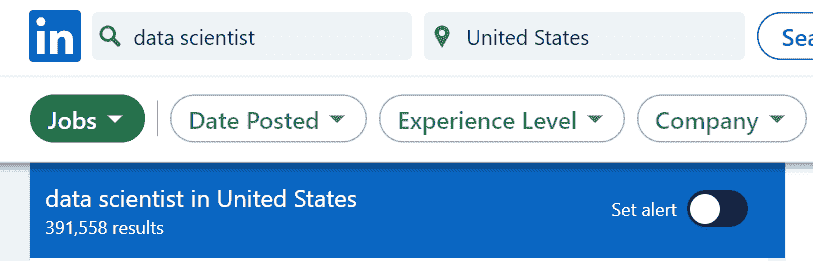 in data scientist United States
Jobs Date Posted Experience Level Company
data scientist in United States
391,558 results
Set alert